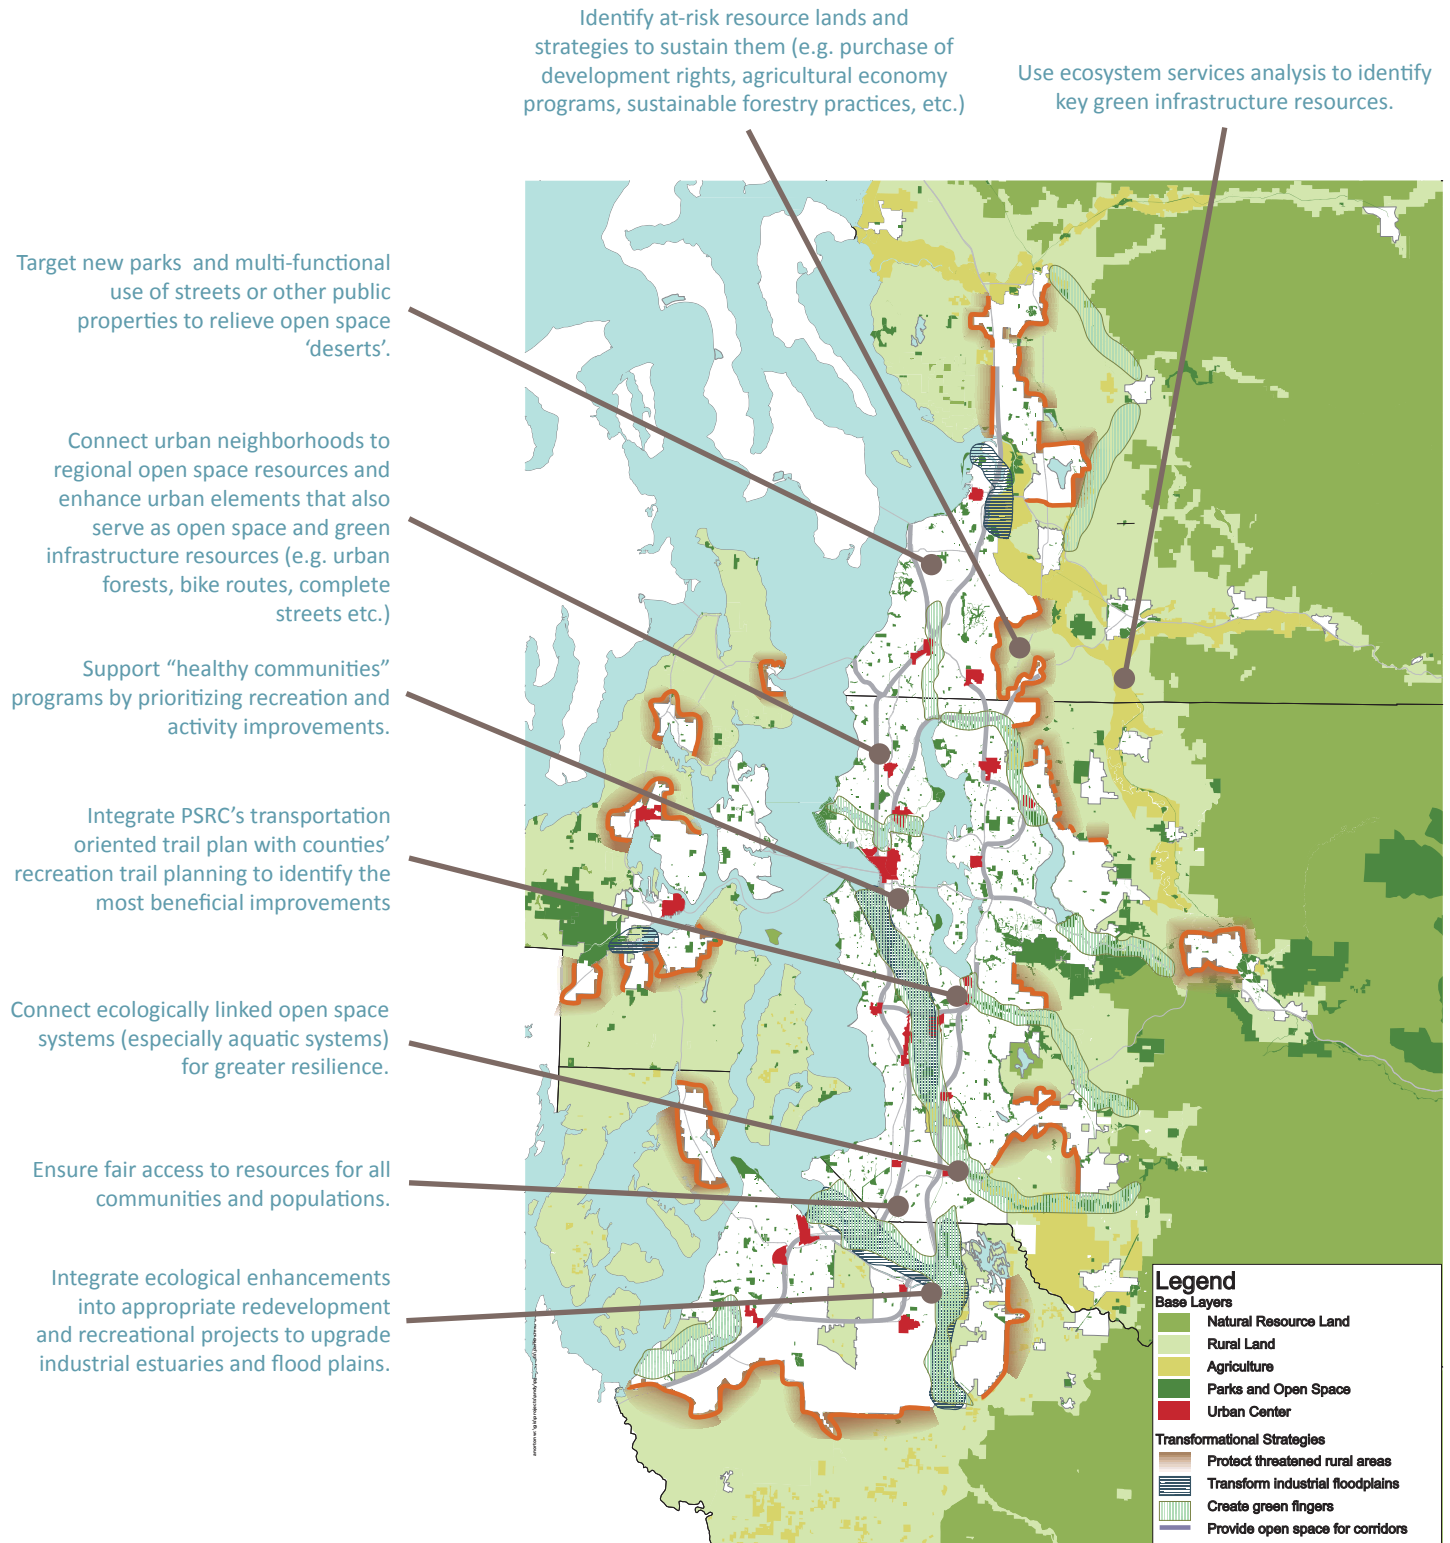 Identify at-risk resource lands and
strategies to sustain them (e.g. purchase of
development rights, agricultural economy
programs, sustainable forestry practices, etc.)
Use ecosystem services analysis to identify
key green infrastructure resources.
Target new parks and multi-functional
use of streets or other public
properties to relieve open space
‘deserts’.
Connect urban neighborhoods to
regional open space resources and
enhance urban elements that also
serve as open space and green
infrastructure resources (e.g. urban
forests, bike routes, complete
streets etc.)
Support “healthy communities”
programs by prioritizing recreation and
activity improvements.
Integrate PSRC’s transportation
oriented trail plan with counties’
recreation trail planning to identify the
most beneficial improvements
Connect ecologically linked open space
systems (especially aquatic systems)
for greater resilience.
Ensure fair access to resources for all
communities and populations.
Integrate ecological enhancements
into appropriate redevelopment
and recreational projects to upgrade
industrial estuaries and flood plains.
Legend
Base Layers
Natural Resource Land
Rural Land
Agriculture
Parks and Open Space
Urban Center
Transformational Strategies
Protect threatened rural areas
Transform industrial floodplains
Create green fingers
Provide open space for corridors